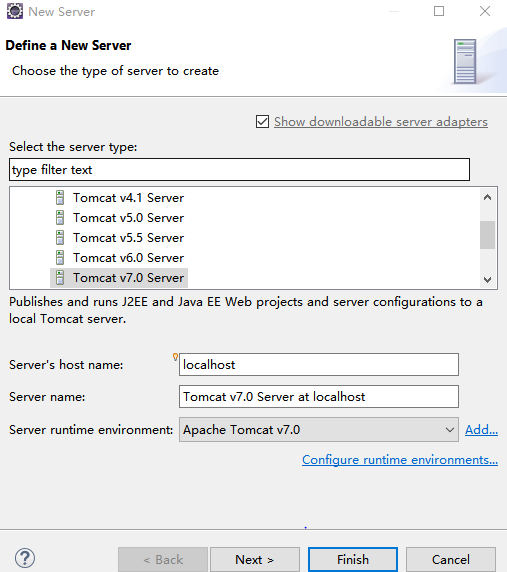 New Server
Define a New Server
Choose the type of server to create
Show downloadable server adapters
Select the server type:
type filter text
Tomcat v4.1 Server
Tomcat v5.0 Server
Tomcat v5.5 Server
Tomcat v6.0 Server
Tomcat v7.0 Server
Publishes and runs J2EE and Java EE Web projects and server configurations to a
local Tomcat server.
Server's host name: localhost
Server name: Tomcat v7.0 Server at localhost
Server runtime environment: Apache Tomcat v7.0 Add...
Configure runtime environments...
? < Back Next > Finish Cancel